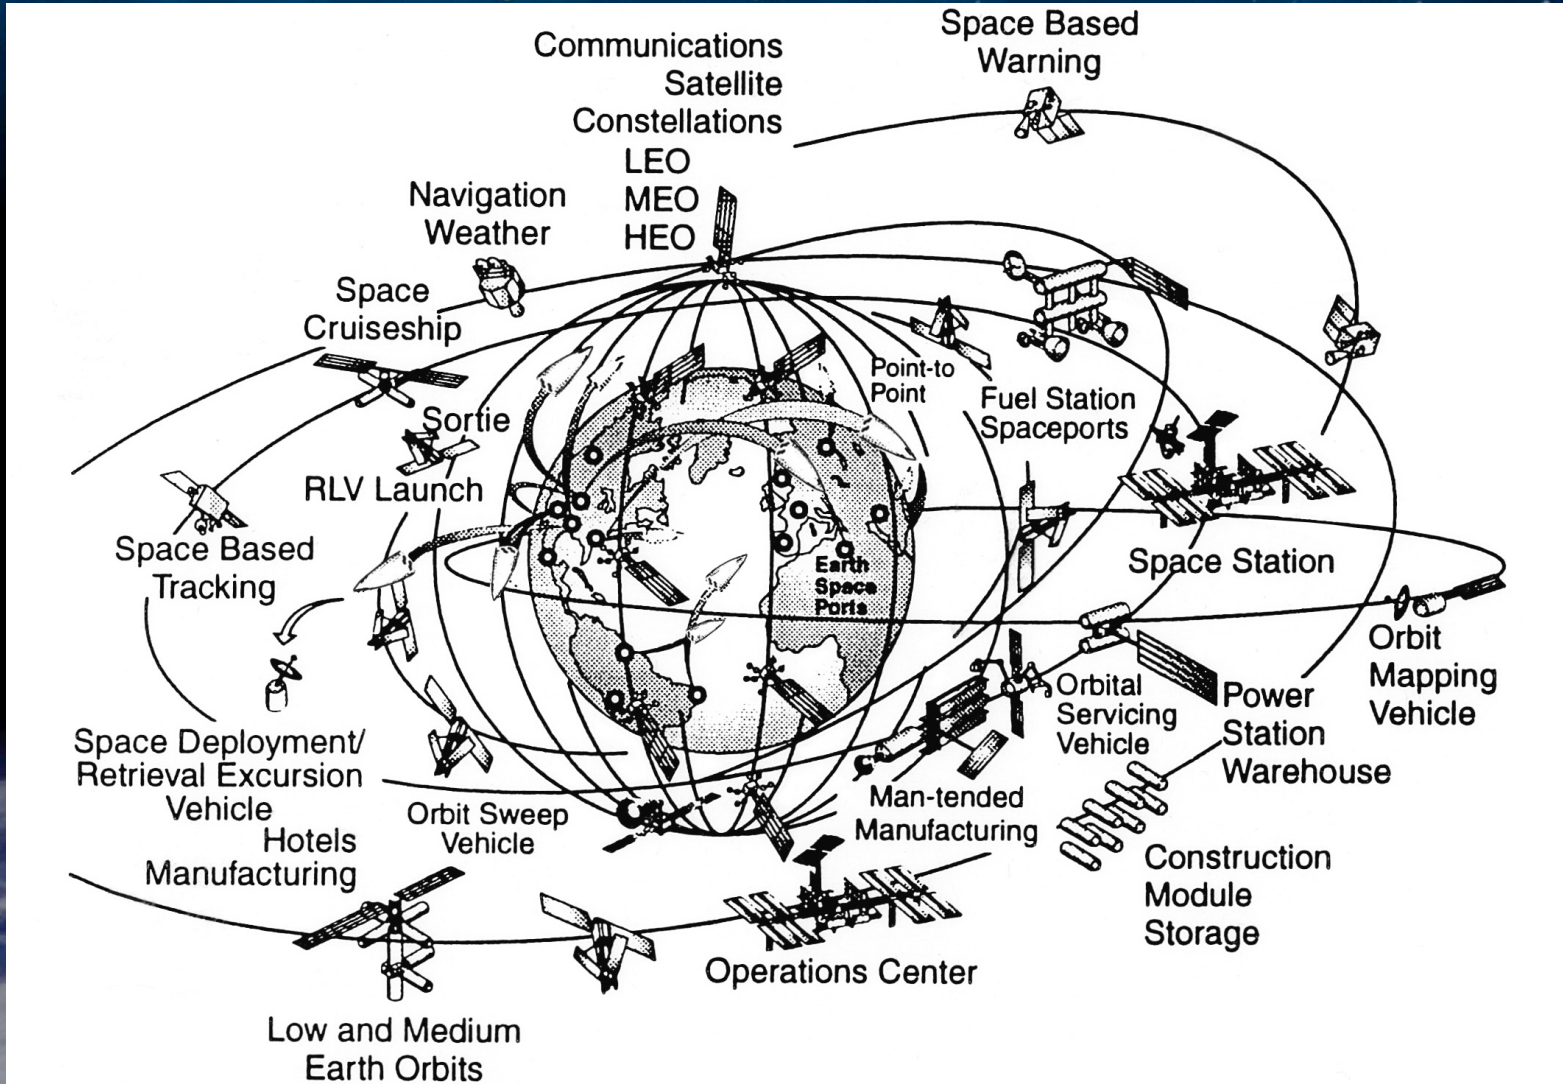 Space Based
Warning
Communications
Satellite
Constellations
LEO
MEO
HEO
Navigation
Weather
Space
Cruiseship
Sortie
Point-to
Point
Fuel Station
Spaceports
RLV Launch
Space Based
Tracking
Earth
Space
Ports
Space Station
Orbit
Mapping
Vehicle
Orbital
Servicing
Vehicle
Power
Station
Warehouse
Space Deployment/
Retrieval Excursion
Vehicle
Hotels
Manufacturing
Orbit Sweep
Vehicle
Man-tended
Manufacturing
Construction
Module
Storage
Operations Center
Low and Medium
Earth Orbits